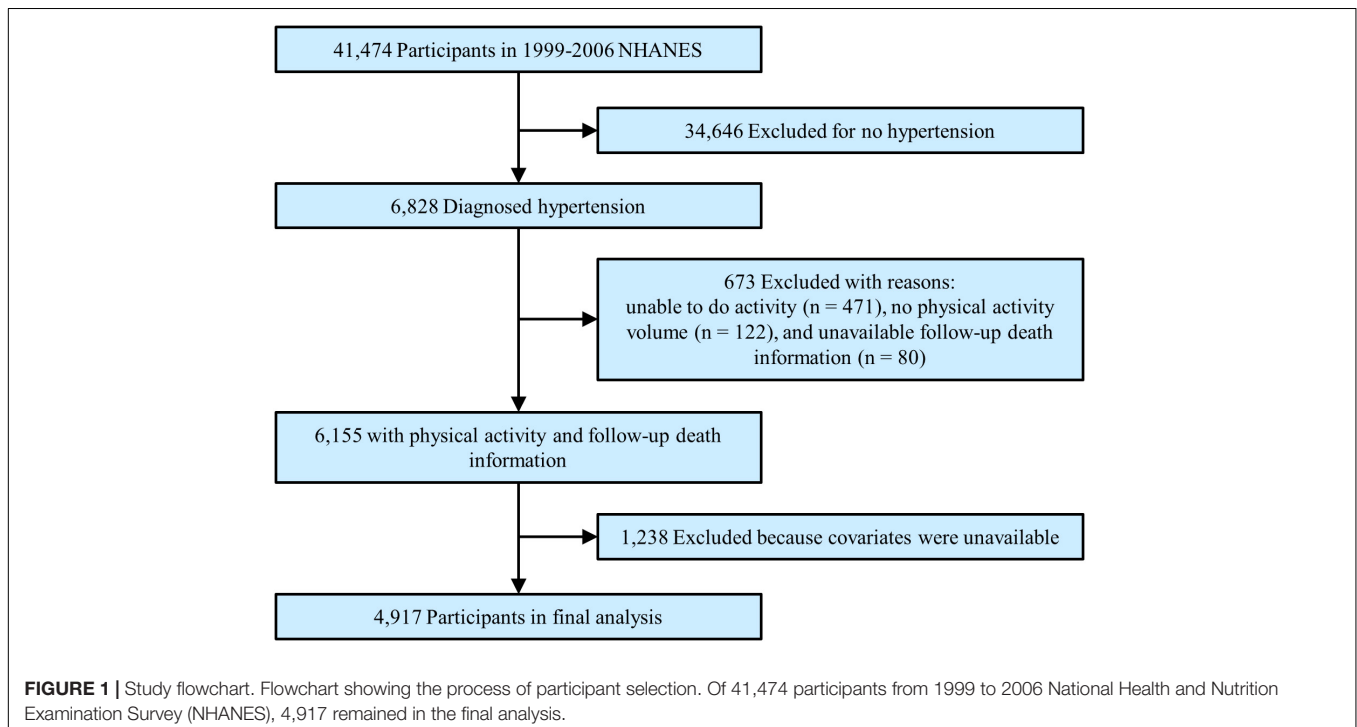 41,474 Participants in 1999-2006 NHANES
34,646 Excluded for no hypertension
6,828 Diagnosed hypertension
673 Excluded with reasons:
unable to do activity (n = 471), no physical activity
volume (n = 122), and unavailable follow-up death
information (n = 80)
6,155 with physical activity and follow-up death
information
1,238 Excluded because covariates were unavailable
4,917 Participants in final analysis
FIGURE 1 | Study flowchart. Flowchart showing the process of participant selection. Of 41,474 participants from 1999 to 2006 National Health and Nutrition
Examination Survey (NHANES), 4,917 remained in the final analysis.